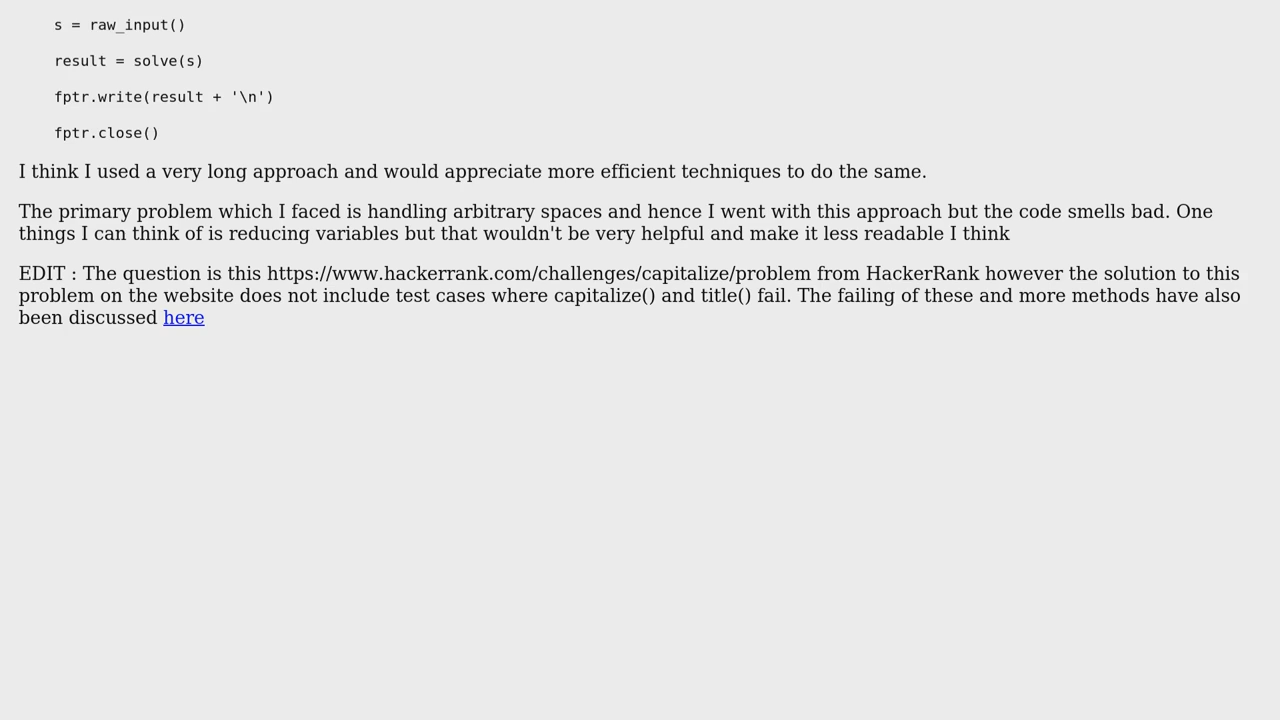 s = raw_input()
result = solve(s)
fptr.write(result + '\n')
fptr.close()
I think I used a very long approach and would appreciate more efficient techniques to do the same.
The primary problem which I faced is handling arbitrary spaces and hence I went with this approach but the code smells bad. One
things I can think of is reducing variables but that wouldn't be very helpful and make it less readable I think
EDIT : The question is this https://www.hackerrank.com/challenges/capitalize/problem from HackerRank however the solution to this
problem on the website does not include test cases where capitalize() and title() fail. The failing of these and more methods have also
been discussed here